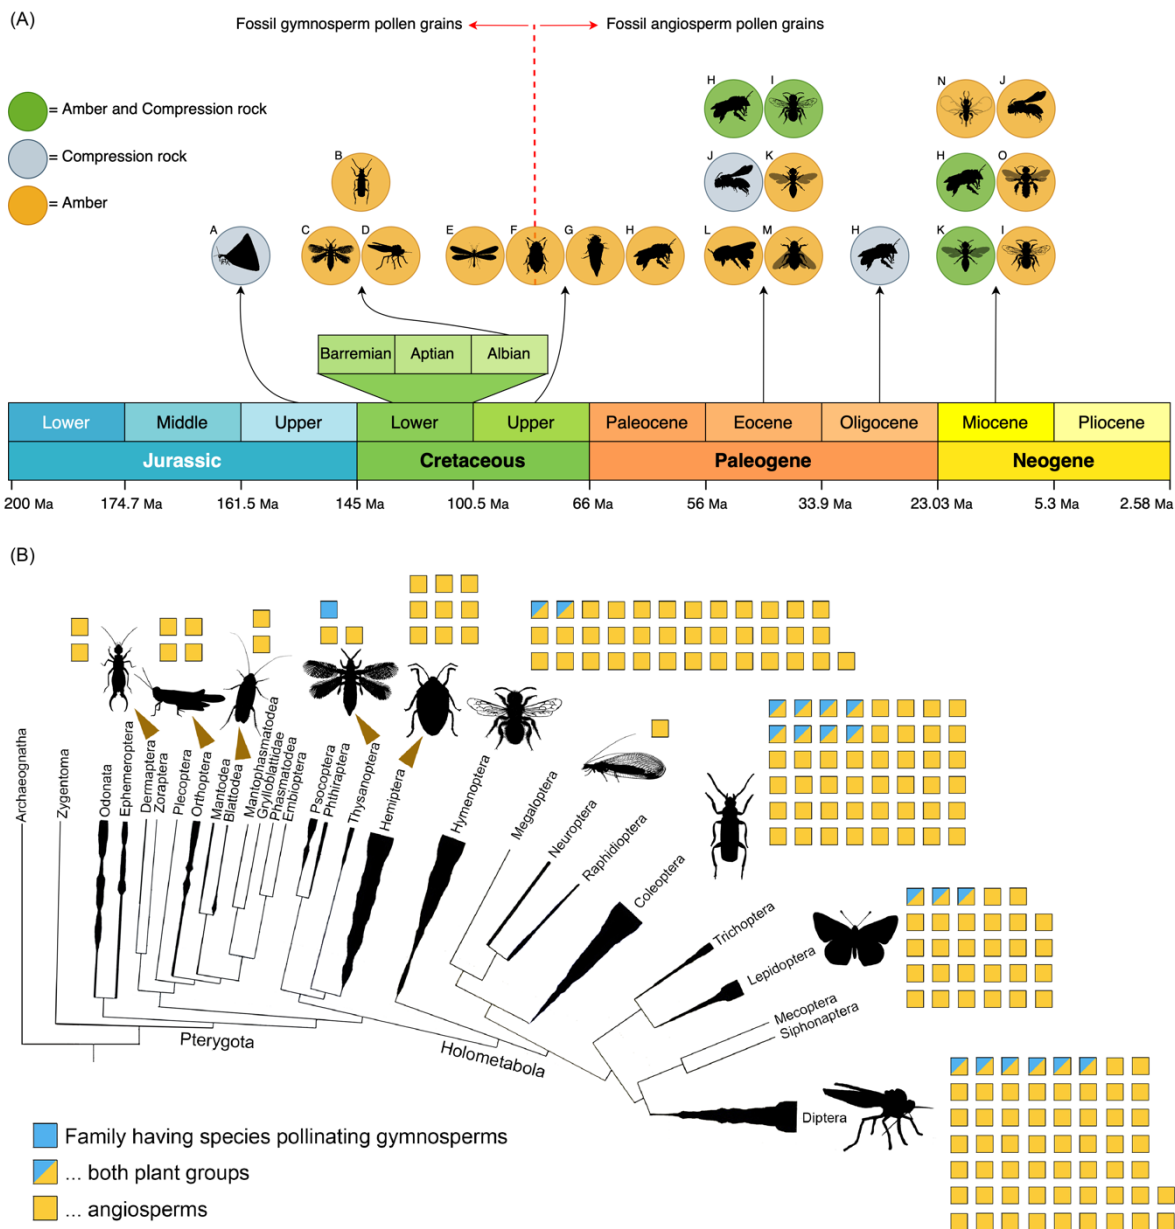 (A)
Fossil gymnosperm pollen grains
Fossil angiosperm pollen grains
= Amber and Compression rock
= Compression rock
= Amber
H I N J
B J K H O
A C D E F G H L M H K I
Barremian Aptian Albian
Lower Middle Upper Lower Upper Paleocene Eocene Oligocene Miocene Pliocene
Jurassic Cretaceous Paleogene Neogene
200 Ma 174.7 Ma 161.5 Ma 145 Ma 100.5 Ma 66 Ma 56 Ma 33.9 Ma 23.03 Ma 5.3 Ma 2.58 Ma
(B)
Archaeognatha
Zygentoma
Odonata
Ephemeroptera
Dermaptera
Zoraptera
Plecoptera
Orthoptera
Mantodea
Blattodea
Mantophasmatodea
Grylloblattidae
Phasmatodea
Embioptera
Psocoptera
Phthiraptera
Thysanoptera
Hemiptera
Hymenoptera
Megaloptera
Neuroptera
Raphidioptera
Coleoptera
Trichoptera
Lepidoptera
Mecoptera
Siphonaptera
Diptera
Pterygota
Holometabola
Family having species pollinating gymnosperms
... both plant groups
... angiosperms